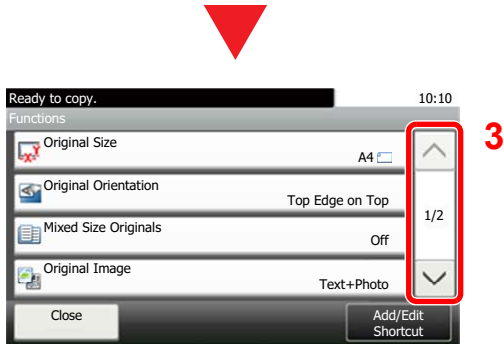 Ready to copy. 10:10
Functions
Original Size
A4
Original Orientation
Top Edge on Top
Mixed Size Originals
Off
Original Image
Text+Photo
1/2
3
Close
Add/Edit
Shortcut